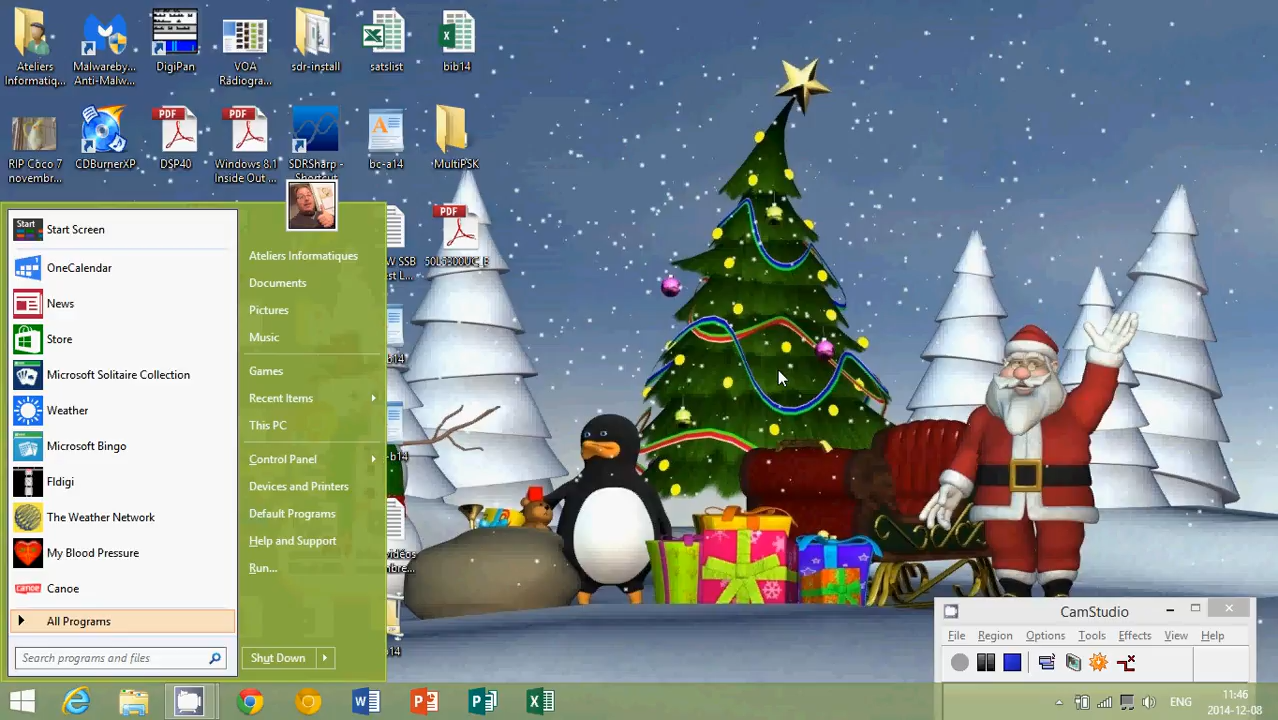 Ateliers
Informatiq...
Malwareby...
Anti-Malw...
DigiPan
VOA
Radiogra...
sdr-install
satslist
bib14
RIP Coco 7
novembr...
CDBurnerXP
PDF
DSP40
PDF
Windows 8.1
Inside Out ...
SDRSharp -
Shortcut
bc-a14
MultiPSK
PDF
Start
Start Screen
OneCalendar
News
Store
Microsoft Solitaire Collection
Weather
Microsoft Bingo
Fldigi
The Weather Network
My Blood Pressure
canoe
Canoe
All Programs
Search programs and files
Ateliers Informatiques
Documents
Pictures
Music
Games
Recent Items
This PC
Control Panel
Devices and Printers
Default Programs
Help and Support
Run...
Shut Down
CamStudio
File Region Options Tools Effects View Help
ENG
11:46
2014-12-08